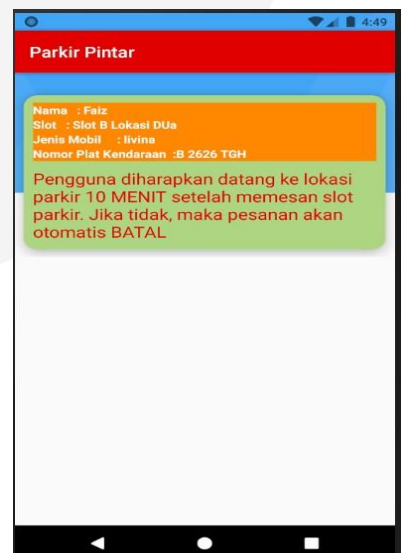 4:49
Parkir Pintar
Nama : Faiz
Slot : Slot B Lokasi DUa
Jenis Mobil : livina
Nomor Plat Kendaraan :B 2626 TGH
Pengguna diharapkan datang ke lokasi
parkir 10 MENIT setelah memesan slot
parkir. Jika tidak, maka pesanan akan
otomatis BATAL